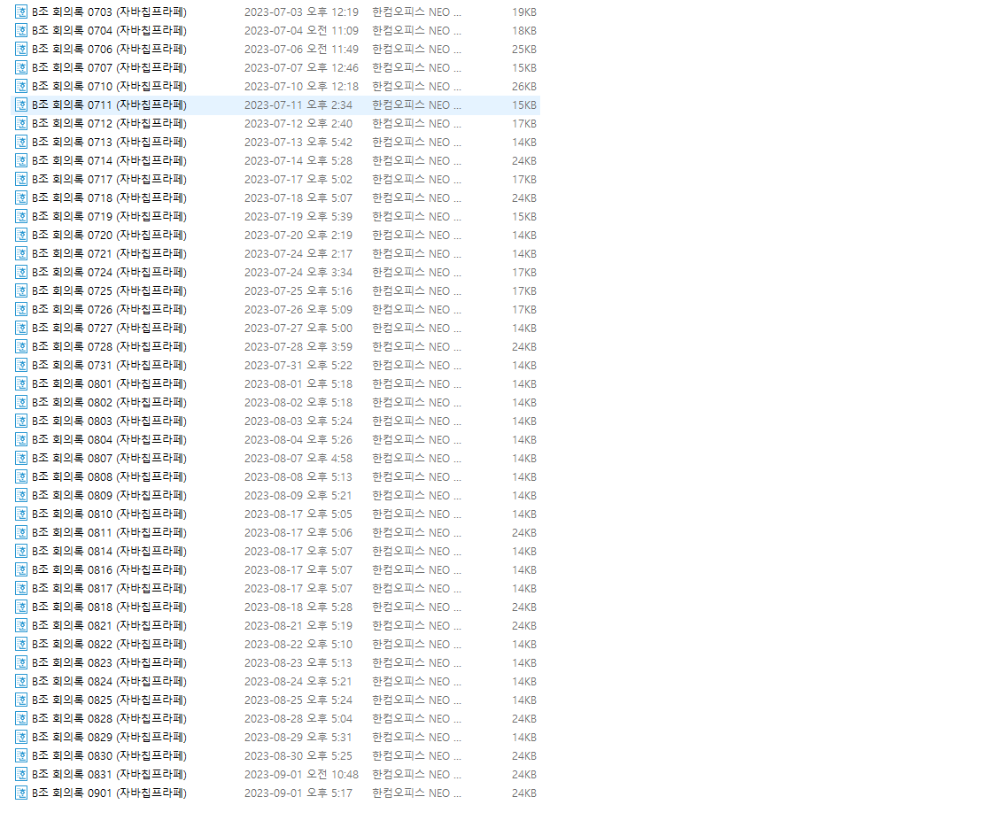 B조 회의록 0703 (자바칩프라페) 2023-07-03 오후 12:19 한컴오피스 NEO ... 19KB
B조 회의록 0704 (자바칩프라페) 2023-07-04 오전 11:09 한컴오피스 NEO ... 18KB
B조 회의록 0706 (자바칩프라페) 2023-07-06 오전 11:49 한컴오피스 NEO ... 25KB
B조 회의록 0707 (자바칩프라페) 2023-07-07 오후 12:46 한컴오피스 NEO ... 15KB
B조 회의록 0710 (자바칩프라페) 2023-07-10 오후 12:18 한컴오피스 NEO ... 26KB
B조 회의록 0711 (자바칩프라페) 2023-07-11 오후 2:34 한컴오피스 NEO ... 15KB
B조 회의록 0712 (자바칩프라페) 2023-07-12 오후 2:40 한컴오피스 NEO ... 17KB
B조 회의록 0713 (자바칩프라페) 2023-07-13 오후 5:42 한컴오피스 NEO ... 14KB
B조 회의록 0714 (자바칩프라페) 2023-07-14 오후 5:28 한컴오피스 NEO ... 24KB
B조 회의록 0717 (자바칩프라페) 2023-07-17 오후 5:02 한컴오피스 NEO ... 17KB
B조 회의록 0718 (자바칩프라페) 2023-07-18 오후 5:07 한컴오피스 NEO ... 24KB
B조 회의록 0719 (자바칩프라페) 2023-07-19 오후 5:39 한컴오피스 NEO ... 15KB
B조 회의록 0720 (자바칩프라페) 2023-07-20 오후 2:19 한컴오피스 NEO ... 14KB
B조 회의록 0721 (자바칩프라페) 2023-07-24 오후 2:17 한컴오피스 NEO ... 14KB
B조 회의록 0724 (자바칩프라페) 2023-07-24 오후 3:34 한컴오피스 NEO ... 17KB
B조 회의록 0725 (자바칩프라페) 2023-07-25 오후 5:16 한컴오피스 NEO ... 17KB
B조 회의록 0726 (자바칩프라페) 2023-07-26 오후 5:09 한컴오피스 NEO ... 17KB
B조 회의록 0727 (자바칩프라페) 2023-07-27 오후 5:00 한컴오피스 NEO ... 14KB
B조 회의록 0728 (자바칩프라페) 2023-07-28 오후 3:59 한컴오피스 NEO ... 24KB
B조 회의록 0731 (자바칩프라페) 2023-07-31 오후 5:22 한컴오피스 NEO ... 14KB
B조 회의록 0801 (자바칩프라페) 2023-08-01 오후 5:18 한컴오피스 NEO ... 14KB
B조 회의록 0802 (자바칩프라페) 2023-08-02 오후 5:18 한컴오피스 NEO ... 14KB
B조 회의록 0803 (자바칩프라페) 2023-08-03 오후 5:24 한컴오피스 NEO ... 14KB
B조 회의록 0804 (자바칩프라페) 2023-08-04 오후 5:26 한컴오피스 NEO ... 14KB
B조 회의록 0807 (자바칩프라페) 2023-08-07 오후 4:58 한컴오피스 NEO ... 14KB
B조 회의록 0808 (자바칩프라페) 2023-08-08 오후 5:13 한컴오피스 NEO ... 14KB
B조 회의록 0809 (자바칩프라페) 2023-08-09 오후 5:21 한컴오피스 NEO ... 14KB
B조 회의록 0810 (자바칩프라페) 2023-08-17 오후 5:05 한컴오피스 NEO ... 14KB
B조 회의록 0811 (자바칩프라페) 2023-08-17 오후 5:06 한컴오피스 NEO ... 24KB
B조 회의록 0814 (자바칩프라페) 2023-08-17 오후 5:07 한컴오피스 NEO ... 14KB
B조 회의록 0816 (자바칩프라페) 2023-08-17 오후 5:07 한컴오피스 NEO ... 14KB
B조 회의록 0817 (자바칩프라페) 2023-08-17 오후 5:07 한컴오피스 NEO ... 14KB
B조 회의록 0818 (자바칩프라페) 2023-08-18 오후 5:28 한컴오피스 NEO ... 24KB
B조 회의록 0821 (자바칩프라페) 2023-08-21 오후 5:19 한컴오피스 NEO ... 24KB
B조 회의록 0822 (자바칩프라페) 2023-08-22 오후 5:10 한컴오피스 NEO ... 14KB
B조 회의록 0823 (자바칩프라페) 2023-08-23 오후 5:13 한컴오피스 NEO ... 14KB
B조 회의록 0824 (자바칩프라페) 2023-08-24 오후 5:21 한컴오피스 NEO ... 14KB
B조 회의록 0825 (자바칩프라페) 2023-08-25 오후 5:24 한컴오피스 NEO ... 14KB
B조 회의록 0828 (자바칩프라페) 2023-08-28 오후 5:04 한컴오피스 NEO ... 24KB
B조 회의록 0829 (자바칩프라페) 2023-08-29 오후 5:31 한컴오피스 NEO ... 14KB
B조 회의록 0830 (자바칩프라페) 2023-08-30 오후 5:25 한컴오피스 NEO ... 24KB
B조 회의록 0831 (자바칩프라페) 2023-09-01 오전 10:48 한컴오피스 NEO ... 24KB
B조 회의록 0901 (자바칩프라페) 2023-09-01 오후 5:17 한컴오피스 NEO ... 24KB